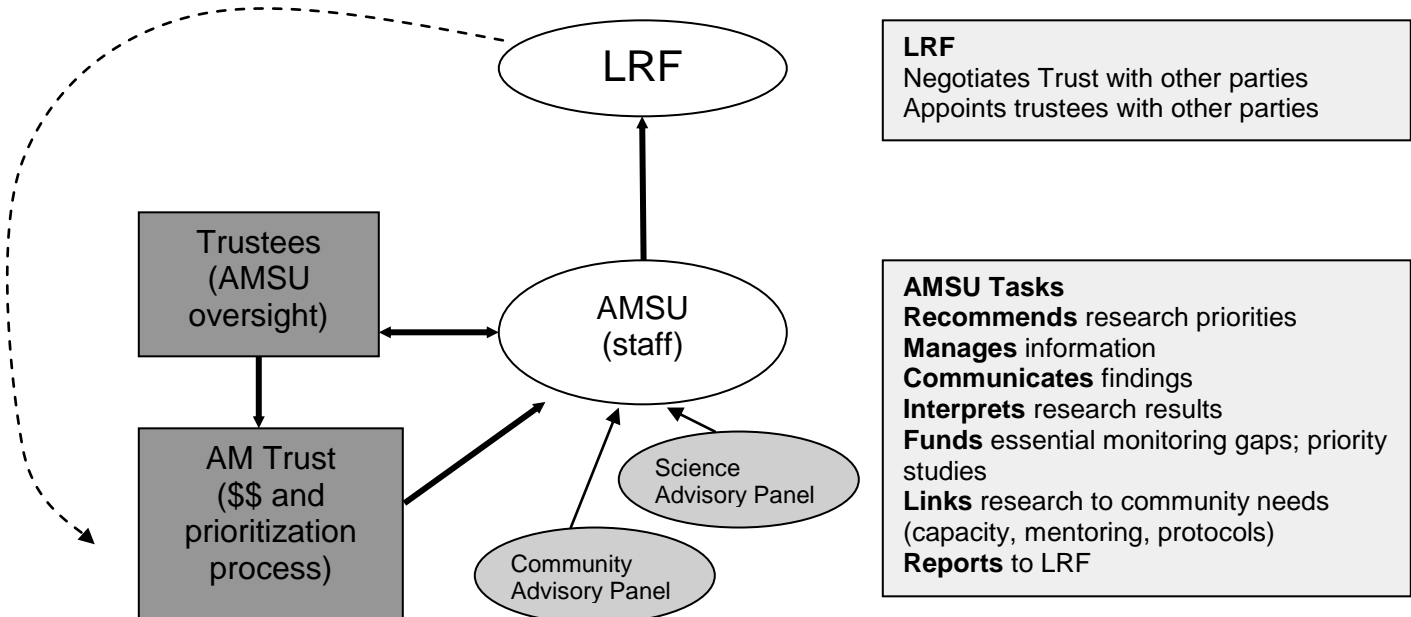 LRF
LRF
Negotiates Trust with other parties
Appoints trustees with other parties
Trustees
(AMSU
oversight)
AMSU
(staff)
AMSU Tasks
Recommends research priorities
Manages information
Communicates findings
Interprets research results
Funds essential monitoring gaps; priority
studies
Links research to community needs
(capacity, mentoring, protocols)
Reports to LRF
AM Trust
($$ and
prioritization
process)
Science
Advisory Panel
Community
Advisory Panel